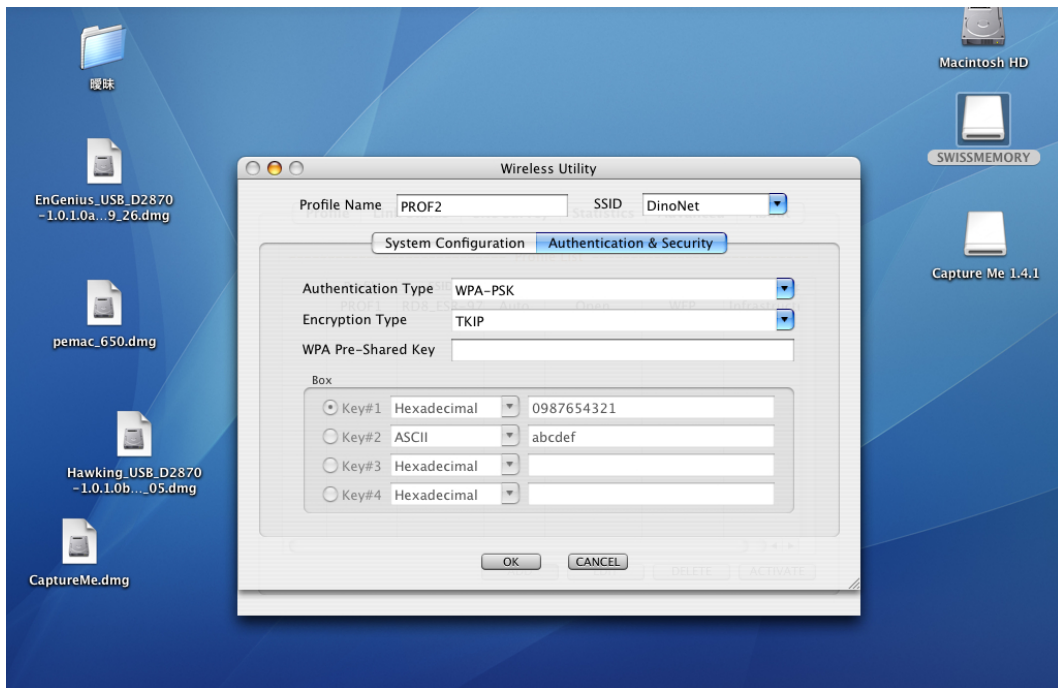 曖昧
EnGenius_USB_D2870
-1.0.1.0a...9_26.dmg
pemac_650.dmg
Hawking_USB_D2870
-1.0.1.0b..._05.dmg
CaptureMe.dmg
Macintosh HD
SWISSMEMORY
Capture Me 1.4.1
Wireless Utility
Profile Name PROF2 SSID DinoNet
System Configuration Authentication & Security
Authentication Type WPA-PSK
Encryption Type TKIP
WPA Pre-Shared Key
Box
Key#1 Hexadecimal 0987654321
Key#2 ASCII abcdef
Key#3 Hexadecimal
Key#4 Hexadecimal
OK CANCEL
DELETE ACTIVATE